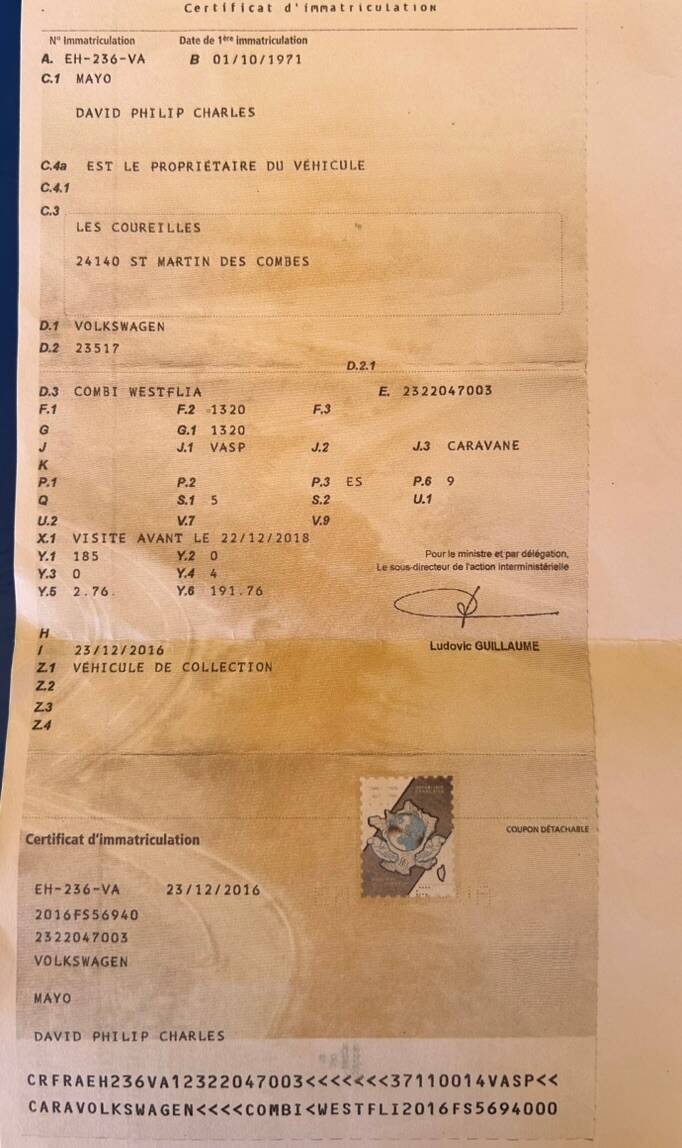 Certificat d'immatriculation
N° Immatriculation Date de 1ère immatriculation
A. EH-236-VA B 01/10/1971
C.1 MAYO
DAVID PHILIP CHARLES
C.4a EST LE PROPRIÉTAIRE DU VÉHICULE
C.4.1
C.3
LES COUREILLES
24140 ST MARTIN DES COMBES
D.1 VOLKSWAGEN
D.2 23517
D.2.1
D.3 COMBI WESTFLIA E. 2322047003
F.1 F.2 1320 F.3
G G.1 1320
J J.1 VASP J.2 J.3 CARAVANE
K
P.1 P.2 P.3 ES P.6 9
Q S.1 5 S.2 U.1
U.2 V.7 V.9
X.1 VISITE AVANT LE 22/12/2018
Y.1 185 Y.2 0 Pour le ministre et par délégation,
Y.3 0 Y.4 4 Le sous-directeur de l'action interministérielle
Y.5 2.76. Y.6 191.76
H
I 23/12/2016 Ludovic GUILLAUME
Z.1 VÉHICULE DE COLLECTION
Z.2
Z.3
Z.4
COUPON DÉTACHABLE
Certificat d'immatriculation
EH-236-VA 23/12/2016
2016FS56940
2322047003
VOLKSWAGEN
MAYO
DAVID PHILIP CHARLES
CRFRAEH236VA12322047003<<<<<<<37110014VASP<<
CARAVOLKSWAGEN<<<<COMBI<WESTFLI2016FS5694000